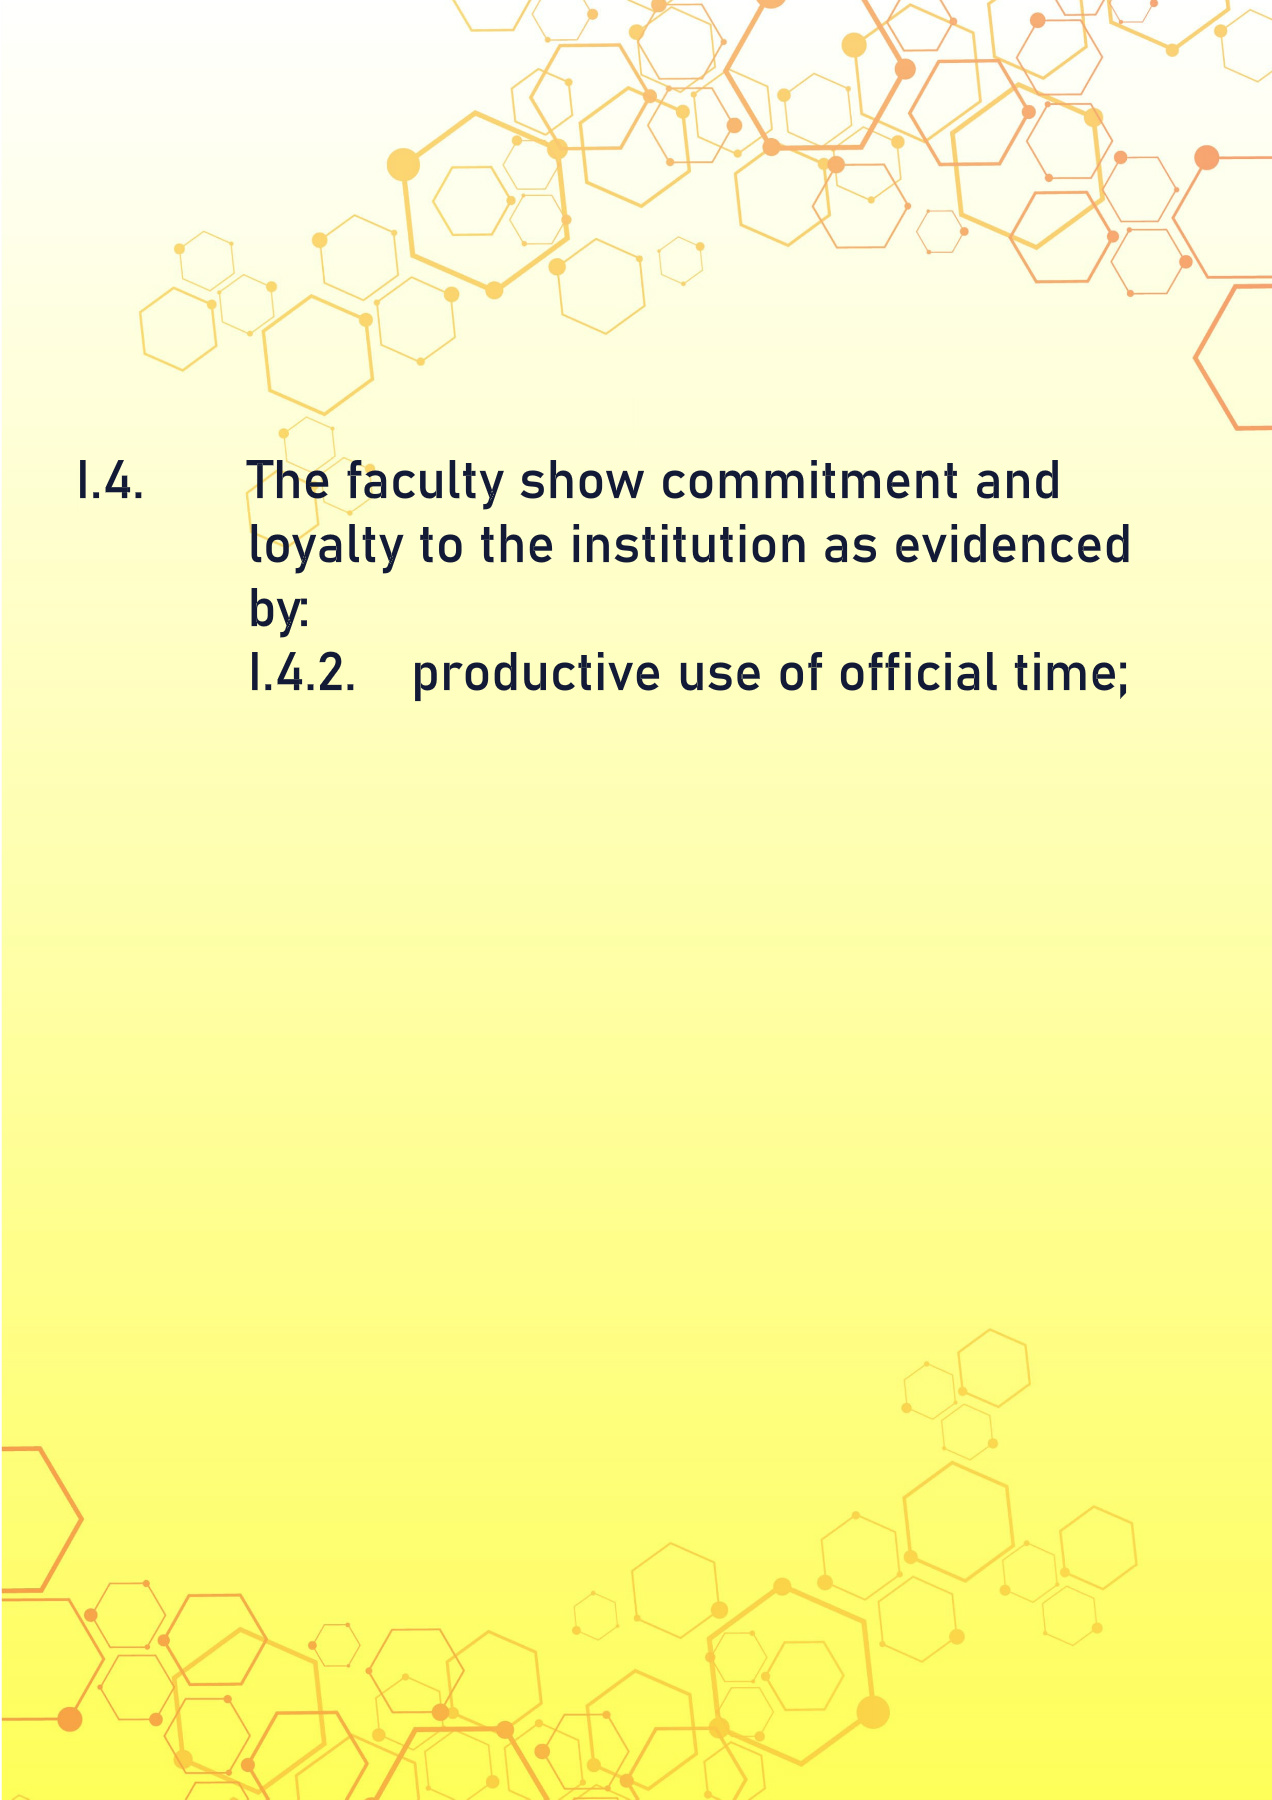 I.4. The faculty show commitment and
loyalty to the institution as evidenced
by:
I.4.2. productive use of official time;